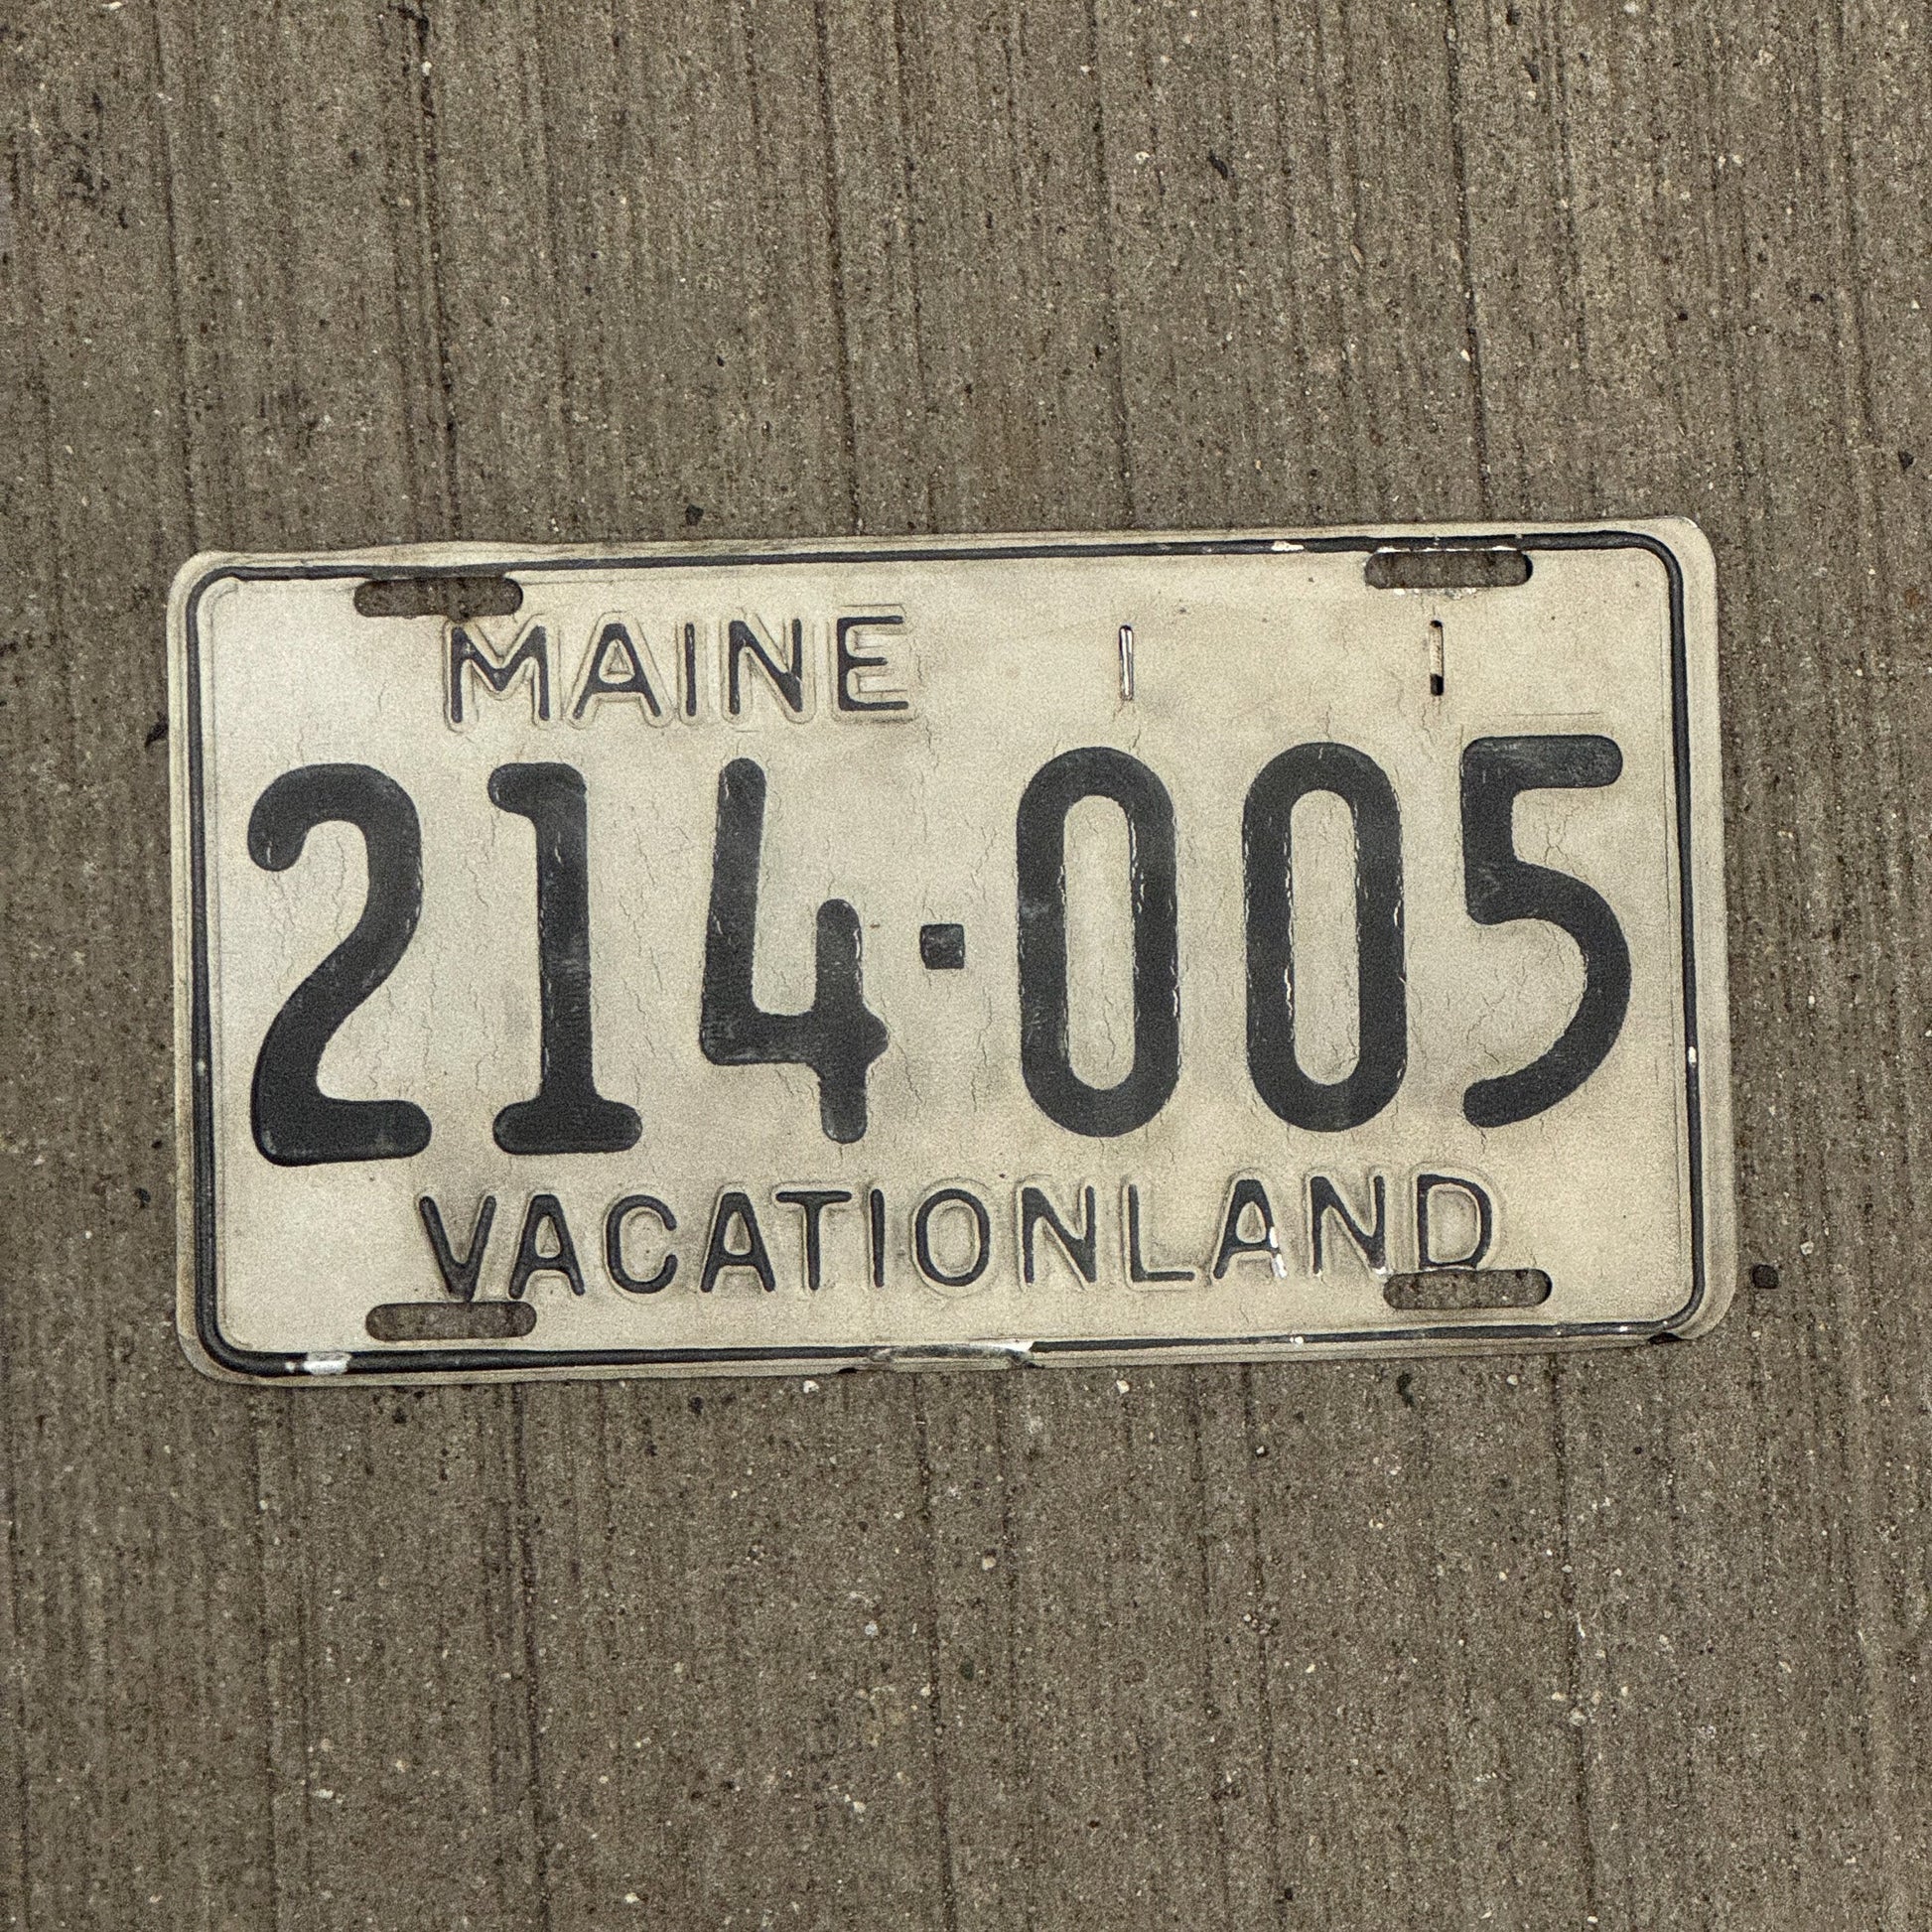 MAINE
214·005
VACATIONLAND